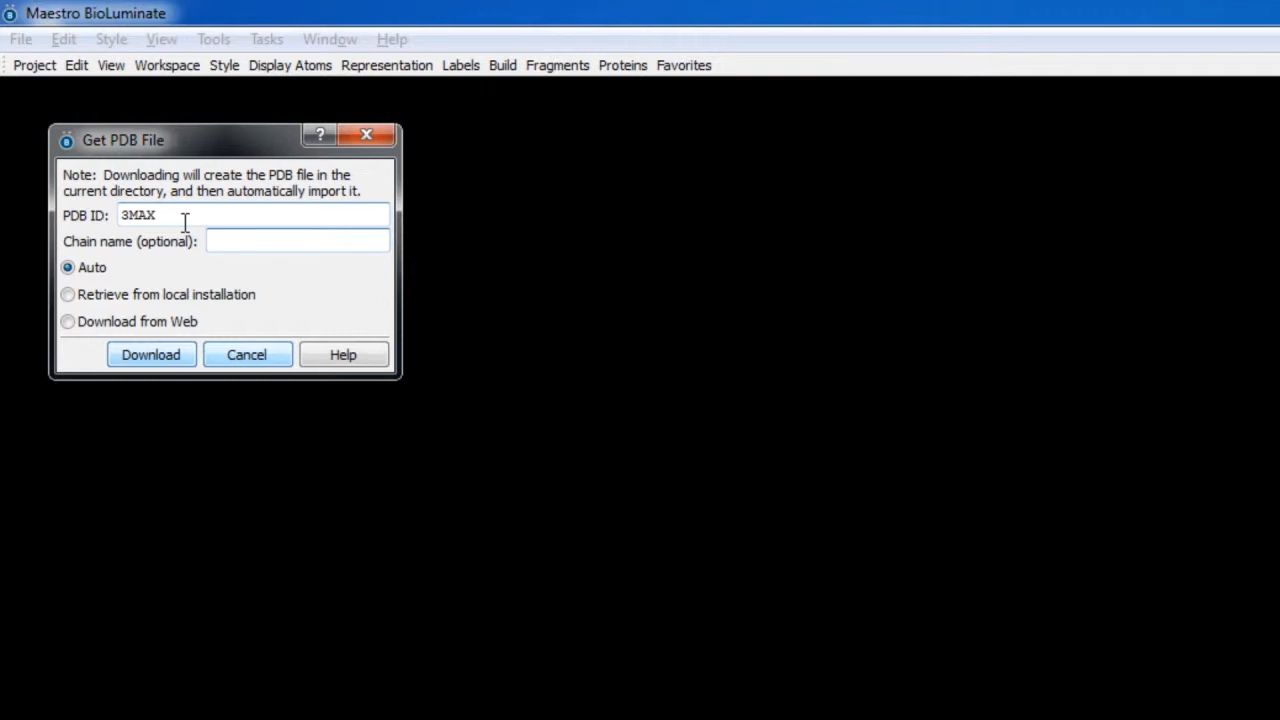 Maestro BioLuminate
File Edit Style View Tools Tasks Window Help
Project Edit View Workspace Style Display Atoms Representation Labels Build Fragments Proteins Favorites
Get PDB File
?
Note: Downloading will create the PDB file in the
current directory, and then automatically import it.
PDB ID: 3MAX
Chain name (optional):
Auto
Retrieve from local installation
Download from Web
Download Cancel Help